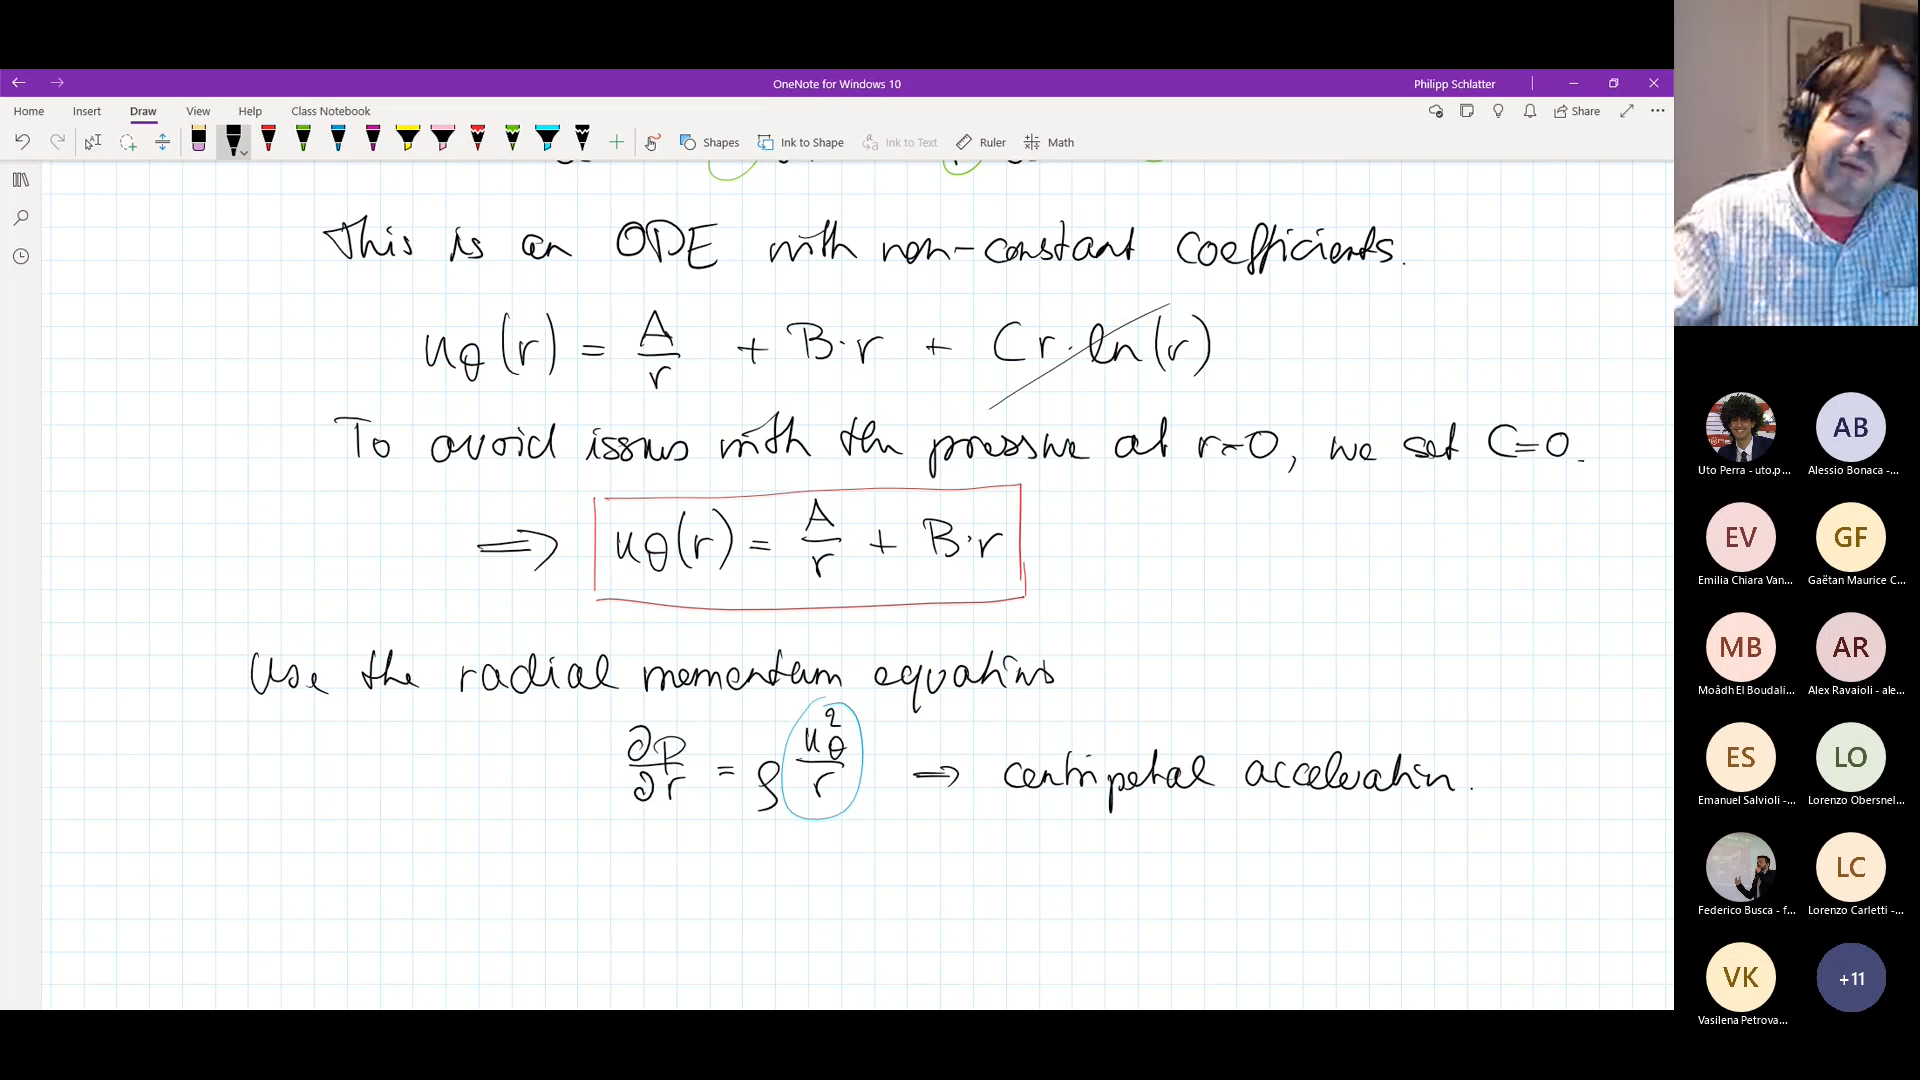 OneNote for Windows 10
Philipp Schlatter
Home Insert Draw View Help Class Notebook
Share
Shapes Ink to Shape Ink to Text Ruler Math
This is an ODE with non-constant coefficients.
uθ(r) = A/r + B·r + Cr·ln(r)
To avoid issues with the pressure at r=0, we set C=0.
⇒ uθ(r) = A/r + B·r
Use the radial momentum equations
∂P/∂r = ρ uθ²/r ⇒ centripetal acceleration.
Uto Perra - uto.p...
AB
Alessio Bonaca -...
EV
Emilia Chiara Van...
GF
Gaëtan Maurice C...
MB
Moâdh El Boudali...
AR
Alex Ravaioli - ale...
ES
Emanuel Salvioli -...
LO
Lorenzo Obersnel...
Federico Busca - f...
LC
Lorenzo Carletti -...
VK
Vasilena Petrova...
+11